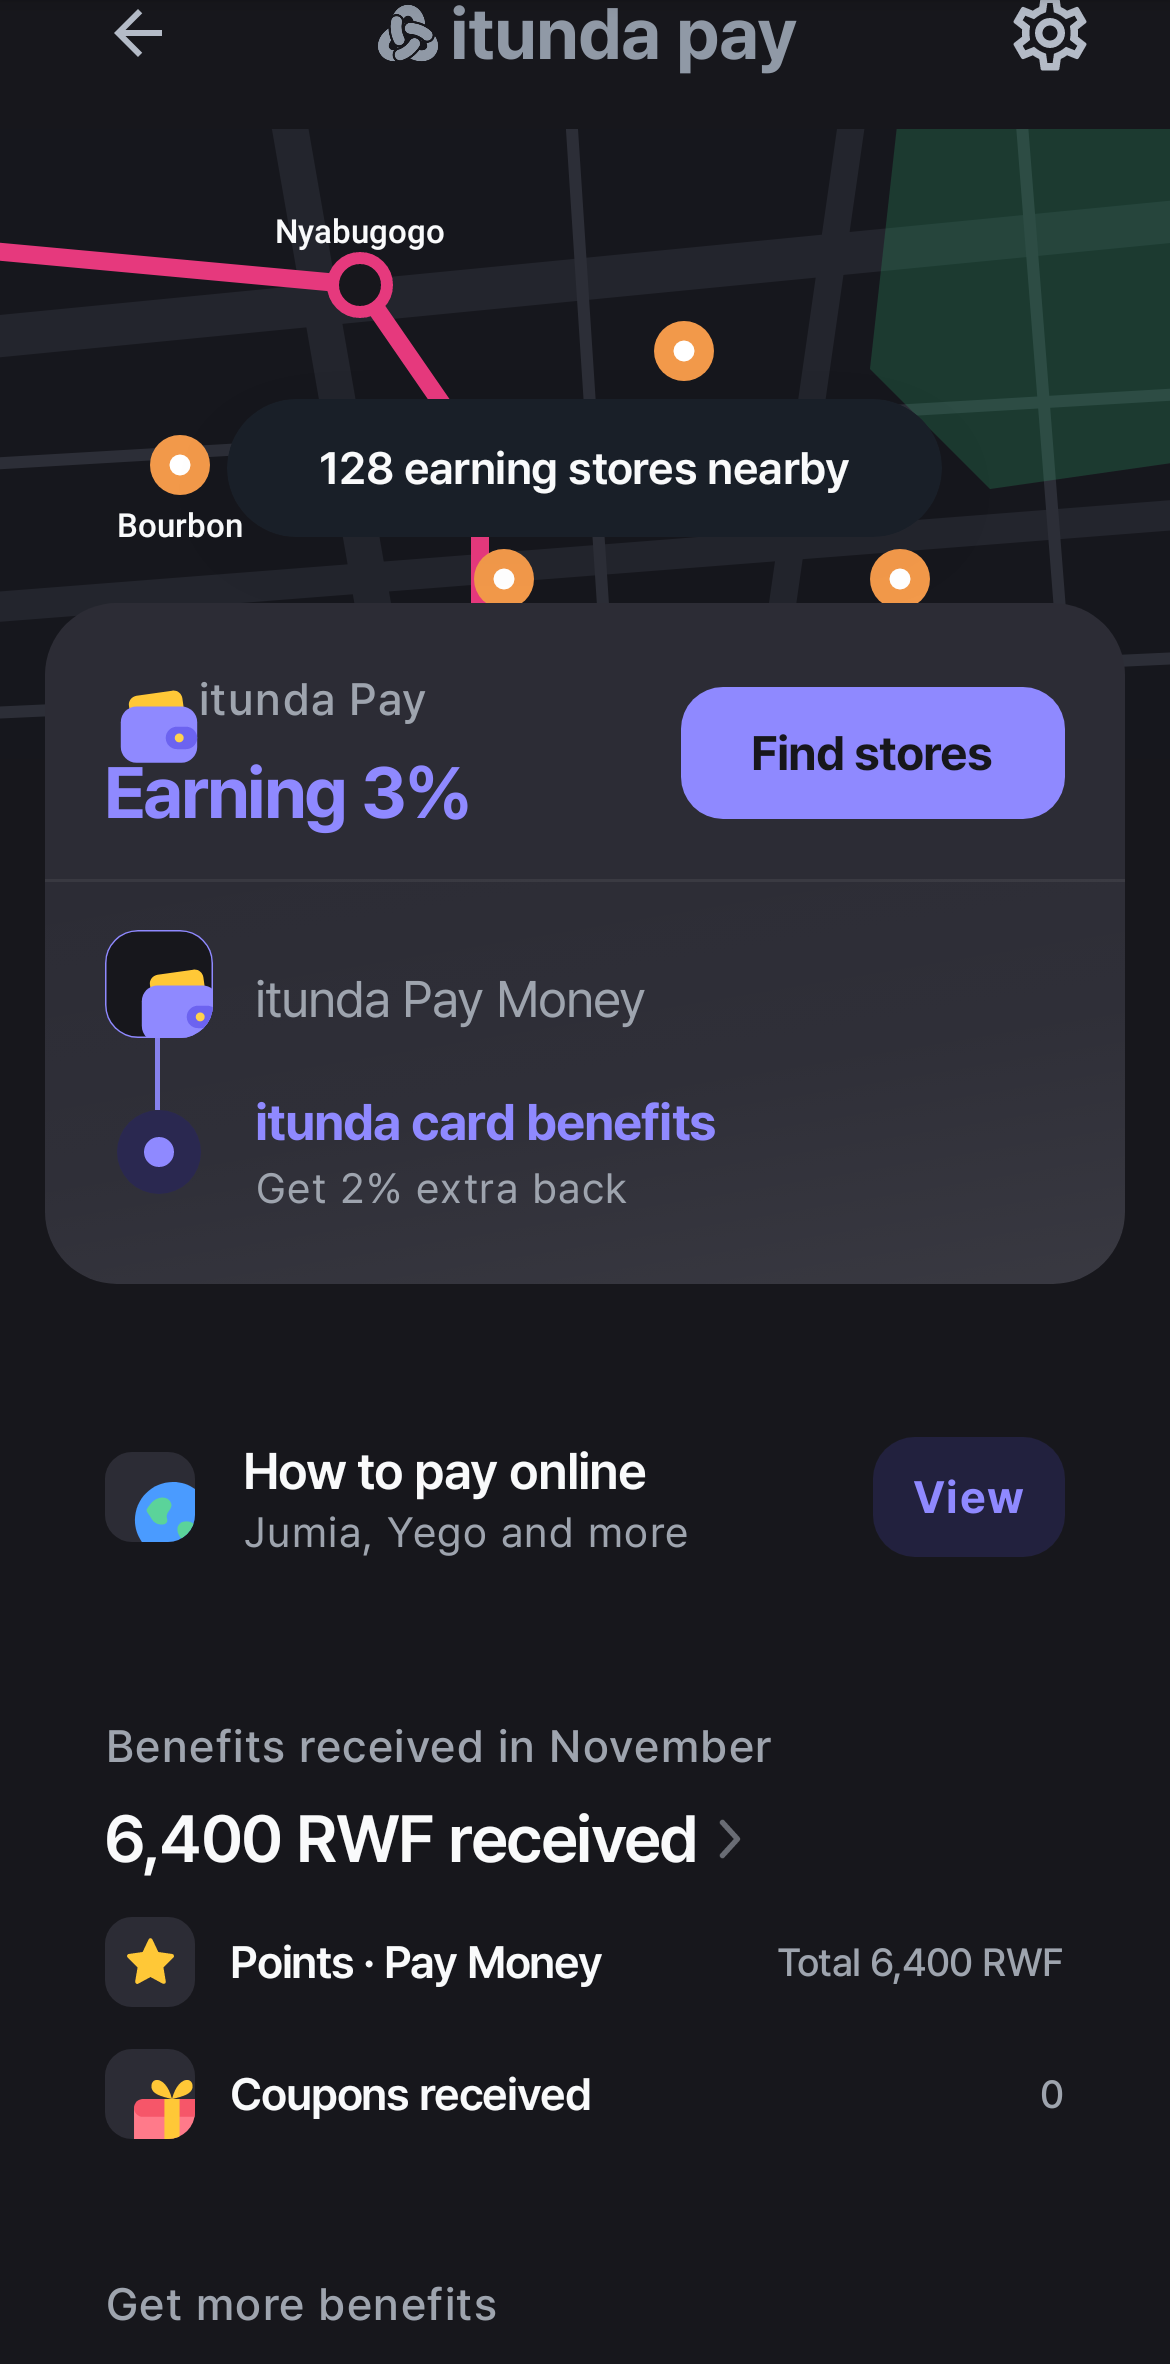 itunda pay
Nyabugogo
128 earning stores nearby
Bourbon
itunda Pay
Earning 3%
Find stores
itunda Pay Money
itunda card benefits
Get 2% extra back
How to pay online
Jumia, Yego and more
View
Benefits received in November
6,400 RWF received
Points · Pay Money
Total 6,400 RWF
Coupons received
0
Get more benefits